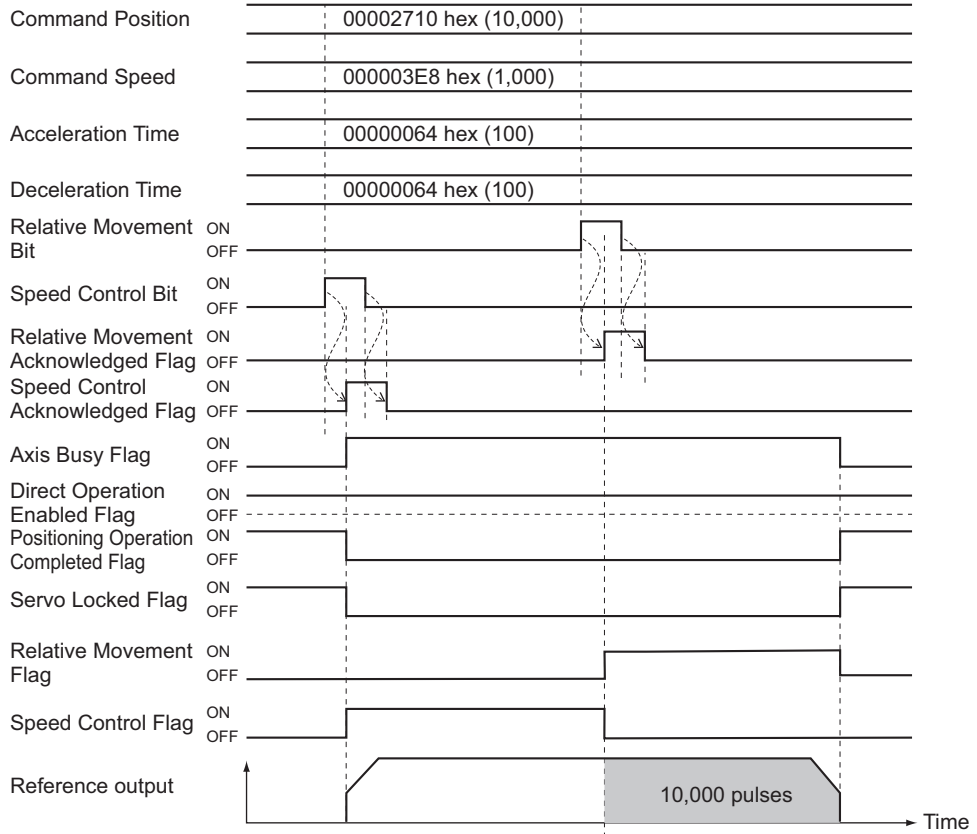 Command Position
00002710 hex (10,000)
Command Speed
000003E8 hex (1,000)
Acceleration Time
00000064 hex (100)
Deceleration Time
00000064 hex (100)
Relative Movement ON
Bit OFF
Speed Control Bit
ON
OFF
Relative Movement ON
Acknowledged Flag OFF
Speed Control ON
Acknowledged Flag OFF
Axis Busy Flag
ON
OFF
Direct Operation ON
Enabled Flag OFF
Positioning Operation ON
Completed Flag OFF
Servo Locked Flag
ON
OFF
Relative Movement ON
Flag OFF
Speed Control Flag
ON
OFF
Reference output
10,000 pulses
Time